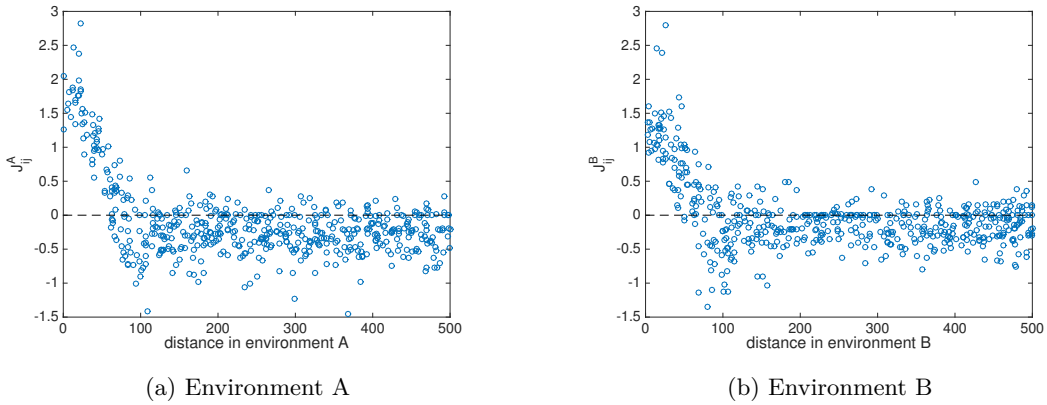 3
2.5
2
1.5
1
0.5
0
-0.5
-1
-1.5
J^A_ij
0 100 200 300 400 500
distance in environment A
(a) Environment A
3
2.5
2
1.5
1
0.5
0
-0.5
-1
-1.5
J^B_ij
0 100 200 300 400 500
distance in environment B
(b) Environment B